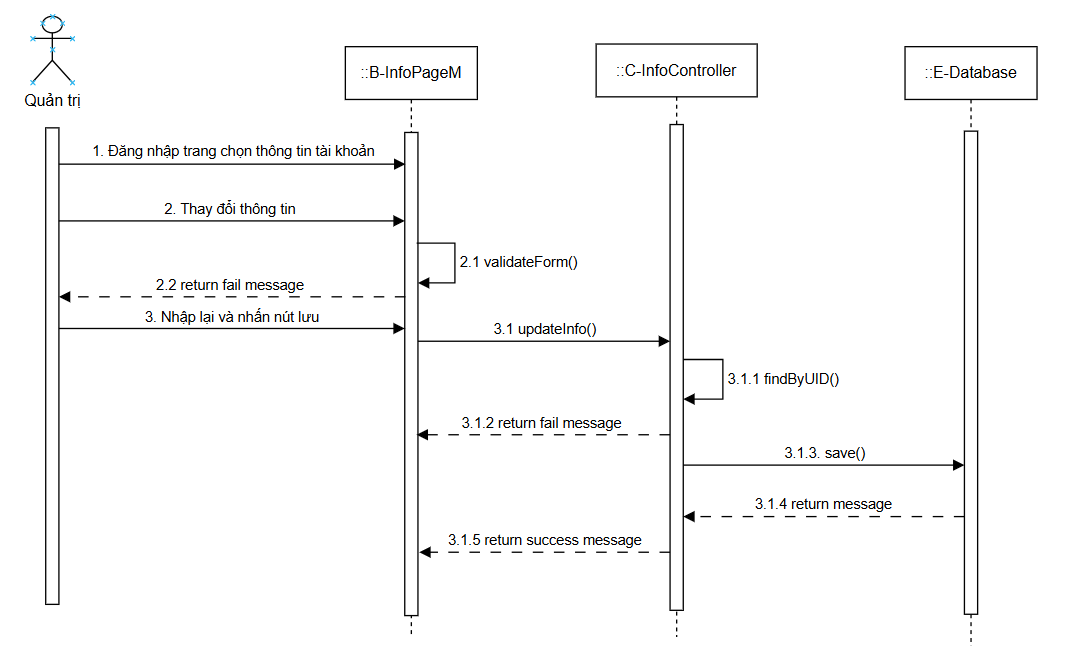 ::B-InfoPageM
::C-InfoController
::E-Database
Quản trị
1. Đăng nhập trang chọn thông tin tài khoản
2. Thay đổi thông tin
2.1 validateForm()
2.2 return fail message
3. Nhập lại và nhấn nút lưu
3.1 updateInfo()
3.1.1 findByUID()
3.1.2 return fail message
3.1.3. save()
3.1.4 return message
3.1.5 return success message